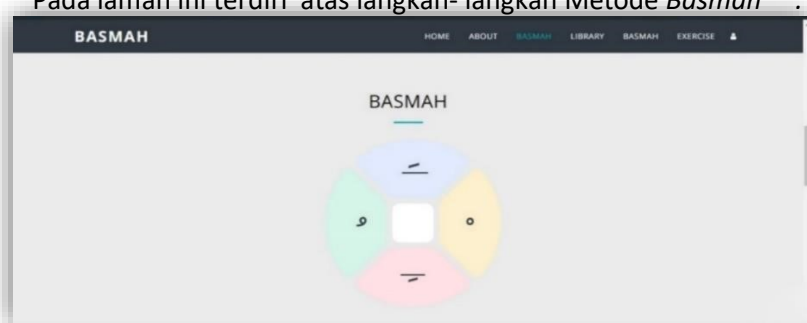 Pada laman ini terdiri atas langkah- langkah Metode Basmah :
BASMAH HOME ABOUT BASMAH LIBRARY BASMAH EXERCISE
BASMAH